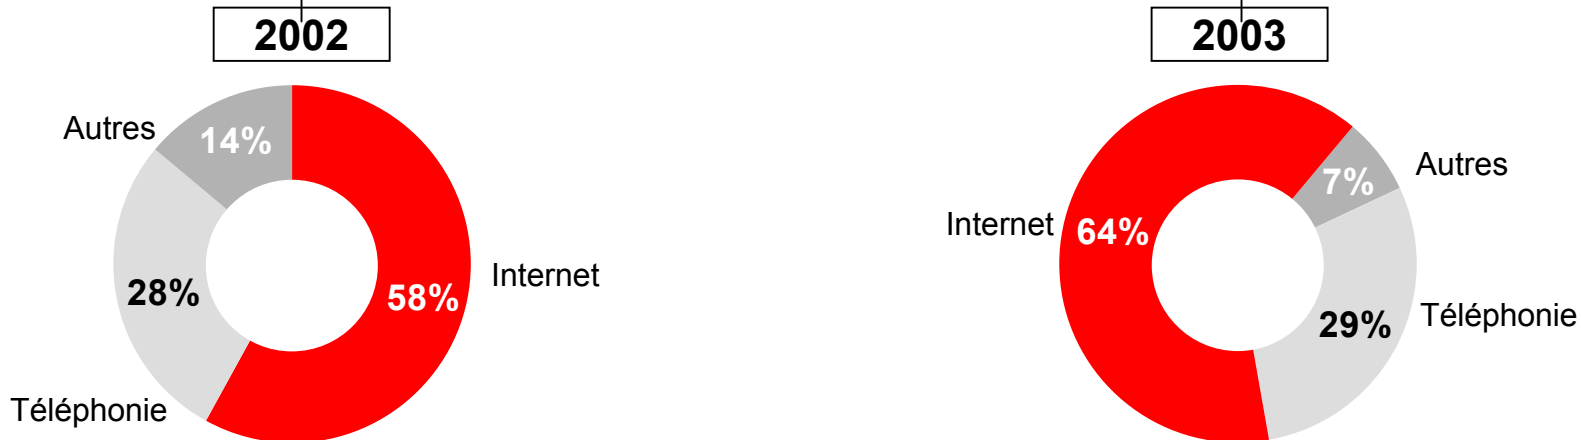 2002
Autres
14%
28%
58%
Internet
Téléphonie
2003
Autres
7%
Internet
64%
29%
Téléphonie